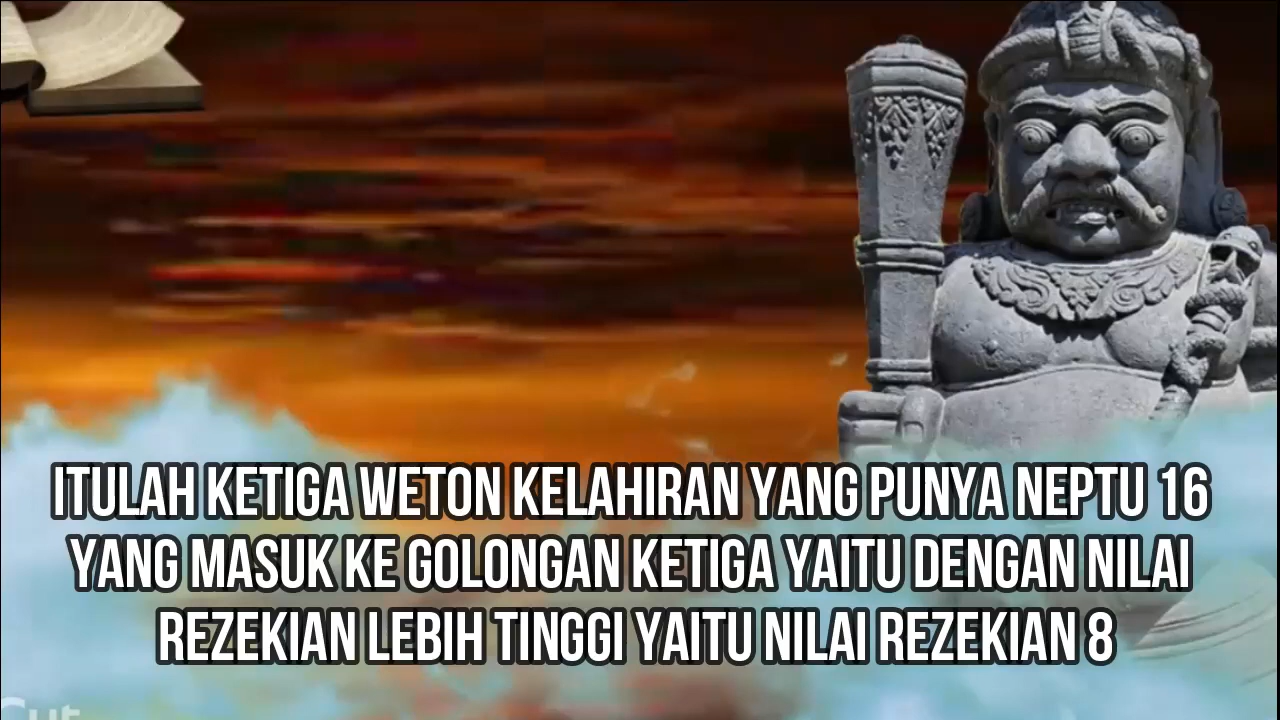 ITULAH KETIGA WETON KELAHIRAN YANG PUNYA NEPTU 16
YANG MASUK KE GOLONGAN KETIGA YAITU DENGAN NILAI
REZEKIAN LEBIH TINGGI YAITU NILAI REZEKIAN 8